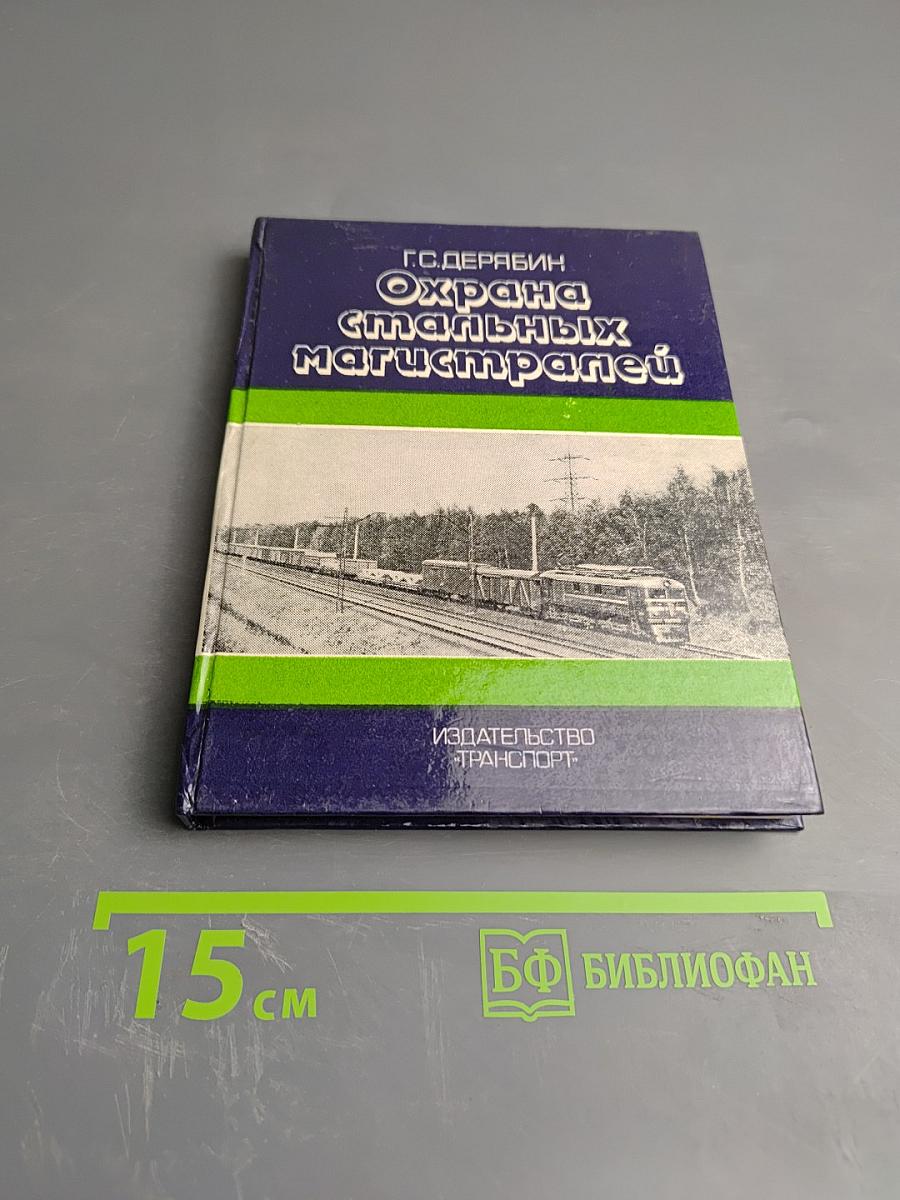 Г.С.ДЕРЯБИН
Охрана
стальных
магистралей
ИЗДАТЕЛЬСТВО
"ТРАНСПОРТ"
15 см
БФ БИБЛИОФАН